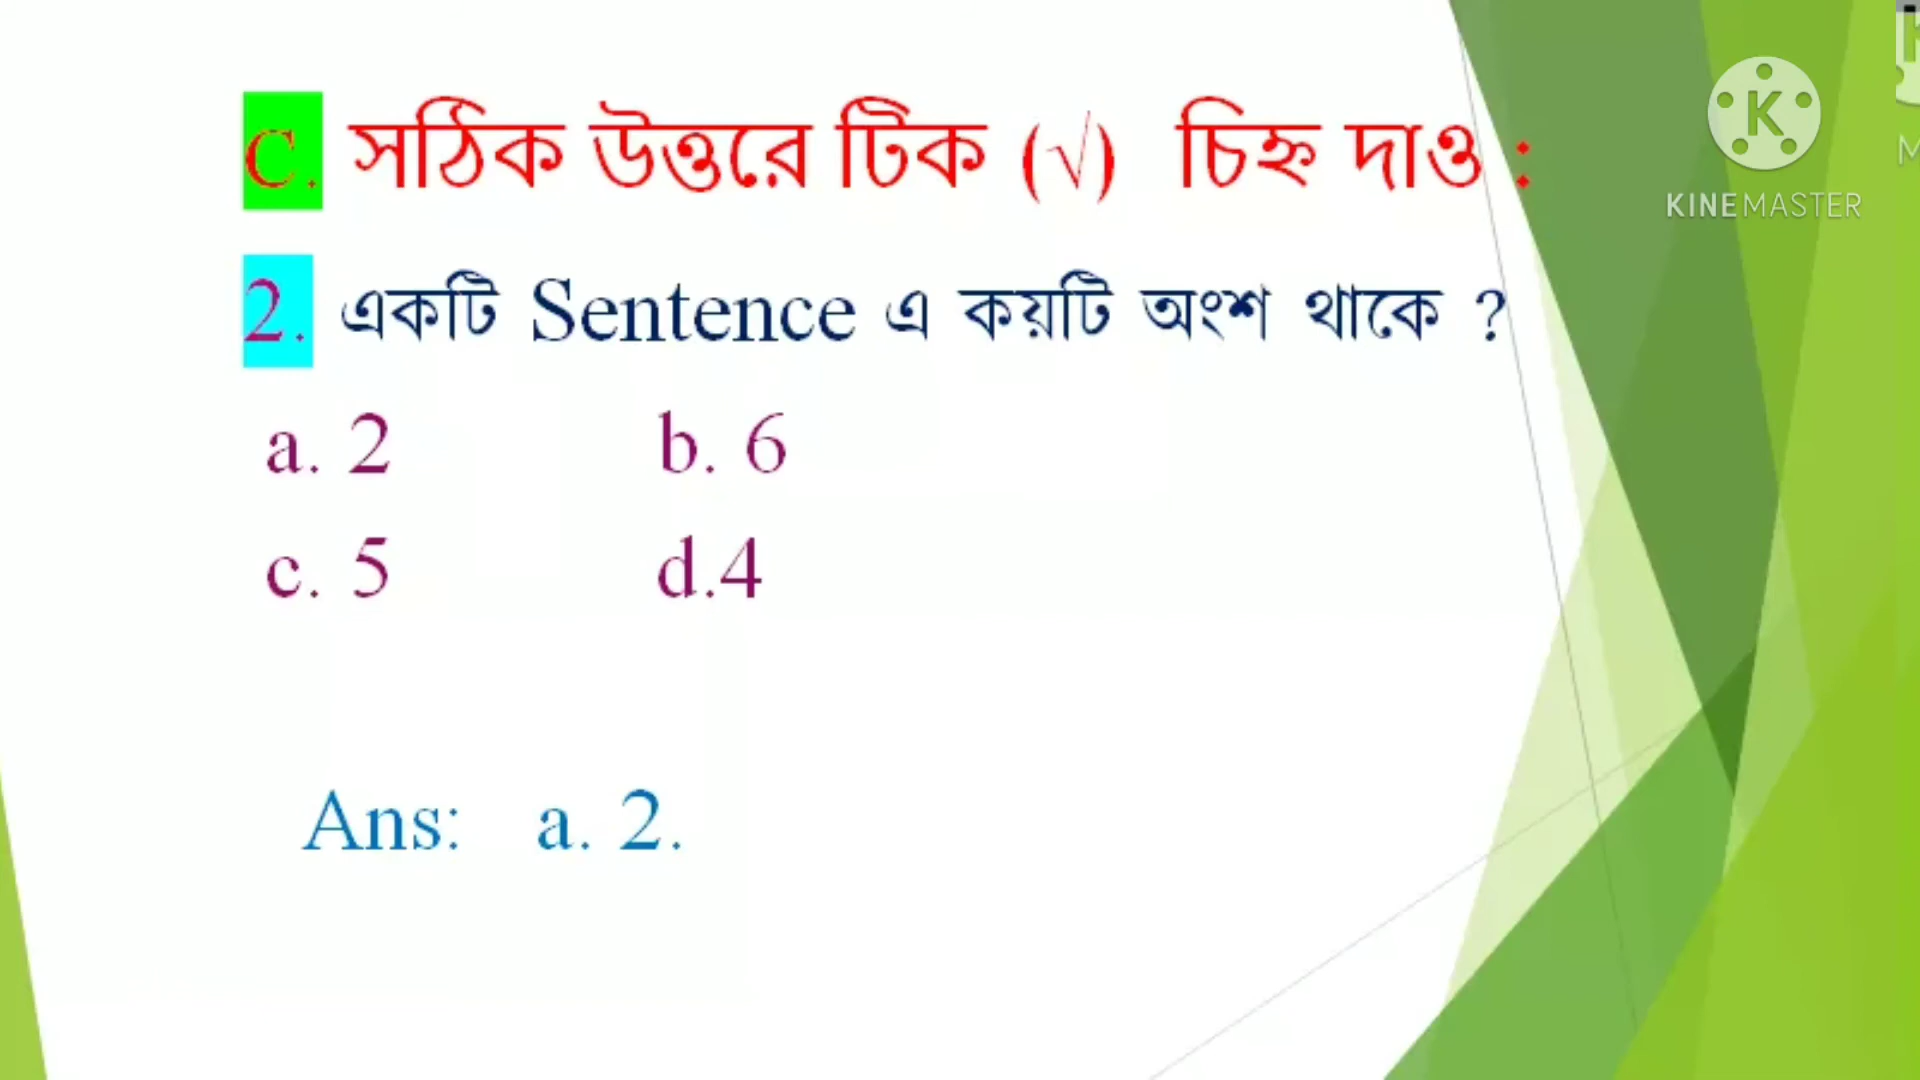 C. সঠিক উত্তরে টিক (√) চিহ্ন দাও :
2. একটি Sentence এ কয়টি অংশ থাকে ?
a. 2 b. 6
c. 5 d.4
Ans: a. 2.
K
KINEMASTER